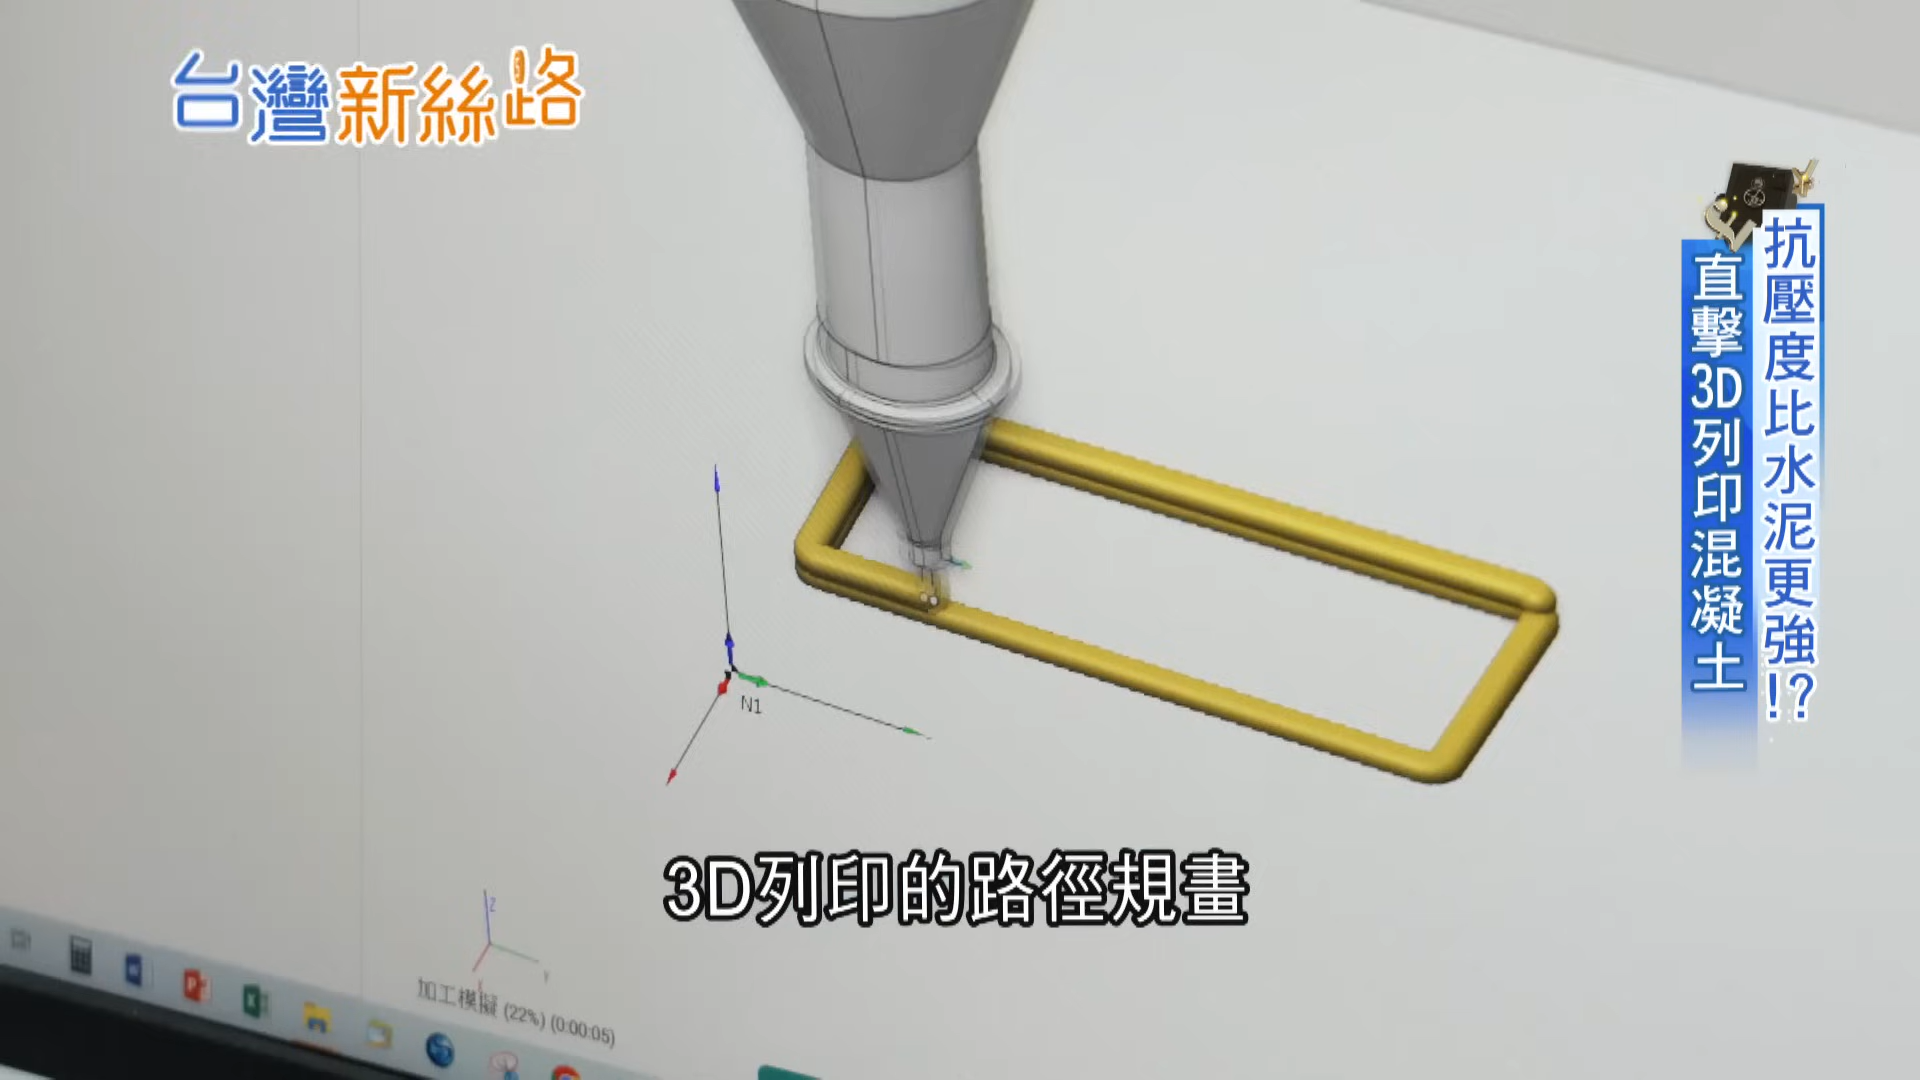 台灣新絲路
抗壓度比水泥更強!?
直擊3D列印混凝土
N1
3D列印的路徑規畫
Z
Y
X
加工模擬 (22%) (0:00:05)